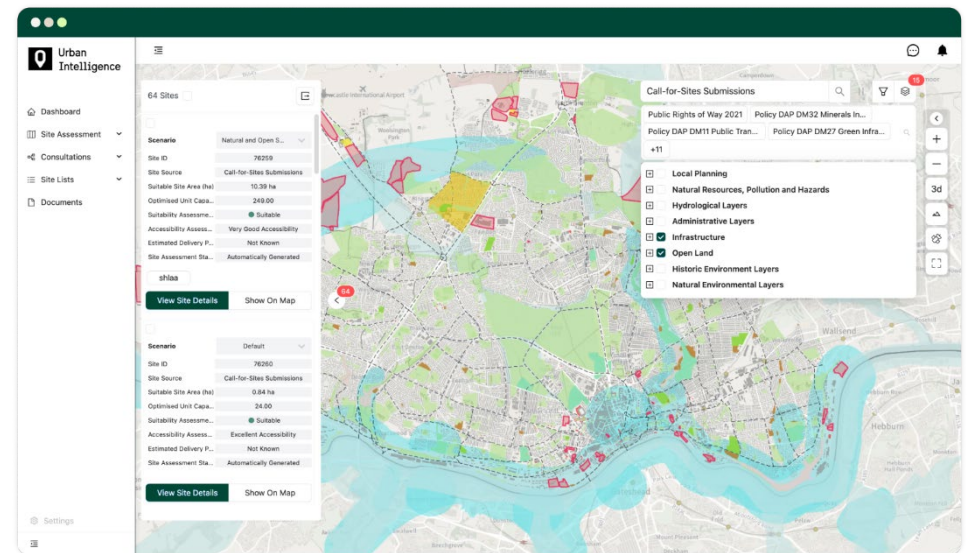 Urban
Intelligence
Dashboard
Site Assessment
Consultations
Site Lists
Documents
Settings
64 Sites
Scenario Natural and Open S...
Site ID 76259
Site Source Call-for-Sites Submissions
Suitable Site Area (ha) 10.39 ha
Optimised Unit Capa... 249.00
Suitability Assessme... Suitable
Accessibility Assess... Very Good Accessibility
Estimated Delivery P... Not Known
Site Assessment Sta... Automatically Generated
shlaa
View Site Details Show On Map
Scenario Default
Site ID 76260
Site Source Call-for-Sites Submissions
Suitable Site Area (ha) 0.84 ha
Optimised Unit Capa... 24.00
Suitability Assessme... Suitable
Accessibility Assess... Excellent Accessibility
Estimated Delivery P... Not Known
Site Assessment Sta... Automatically Generated
View Site Details Show On Map
64
Call-for-Sites Submissions
15
Public Rights of Way 2021 Policy DAP DM32 Minerals In...
Policy DAP DM11 Public Tran... Policy DAP DM27 Green Infra...
+11
Local Planning
Natural Resources, Pollution and Hazards
Hydrological Layers
Administrative Layers
Infrastructure
Open Land
Historic Environment Layers
Natural Environmental Layers
3d
Wallsend
Hebburn